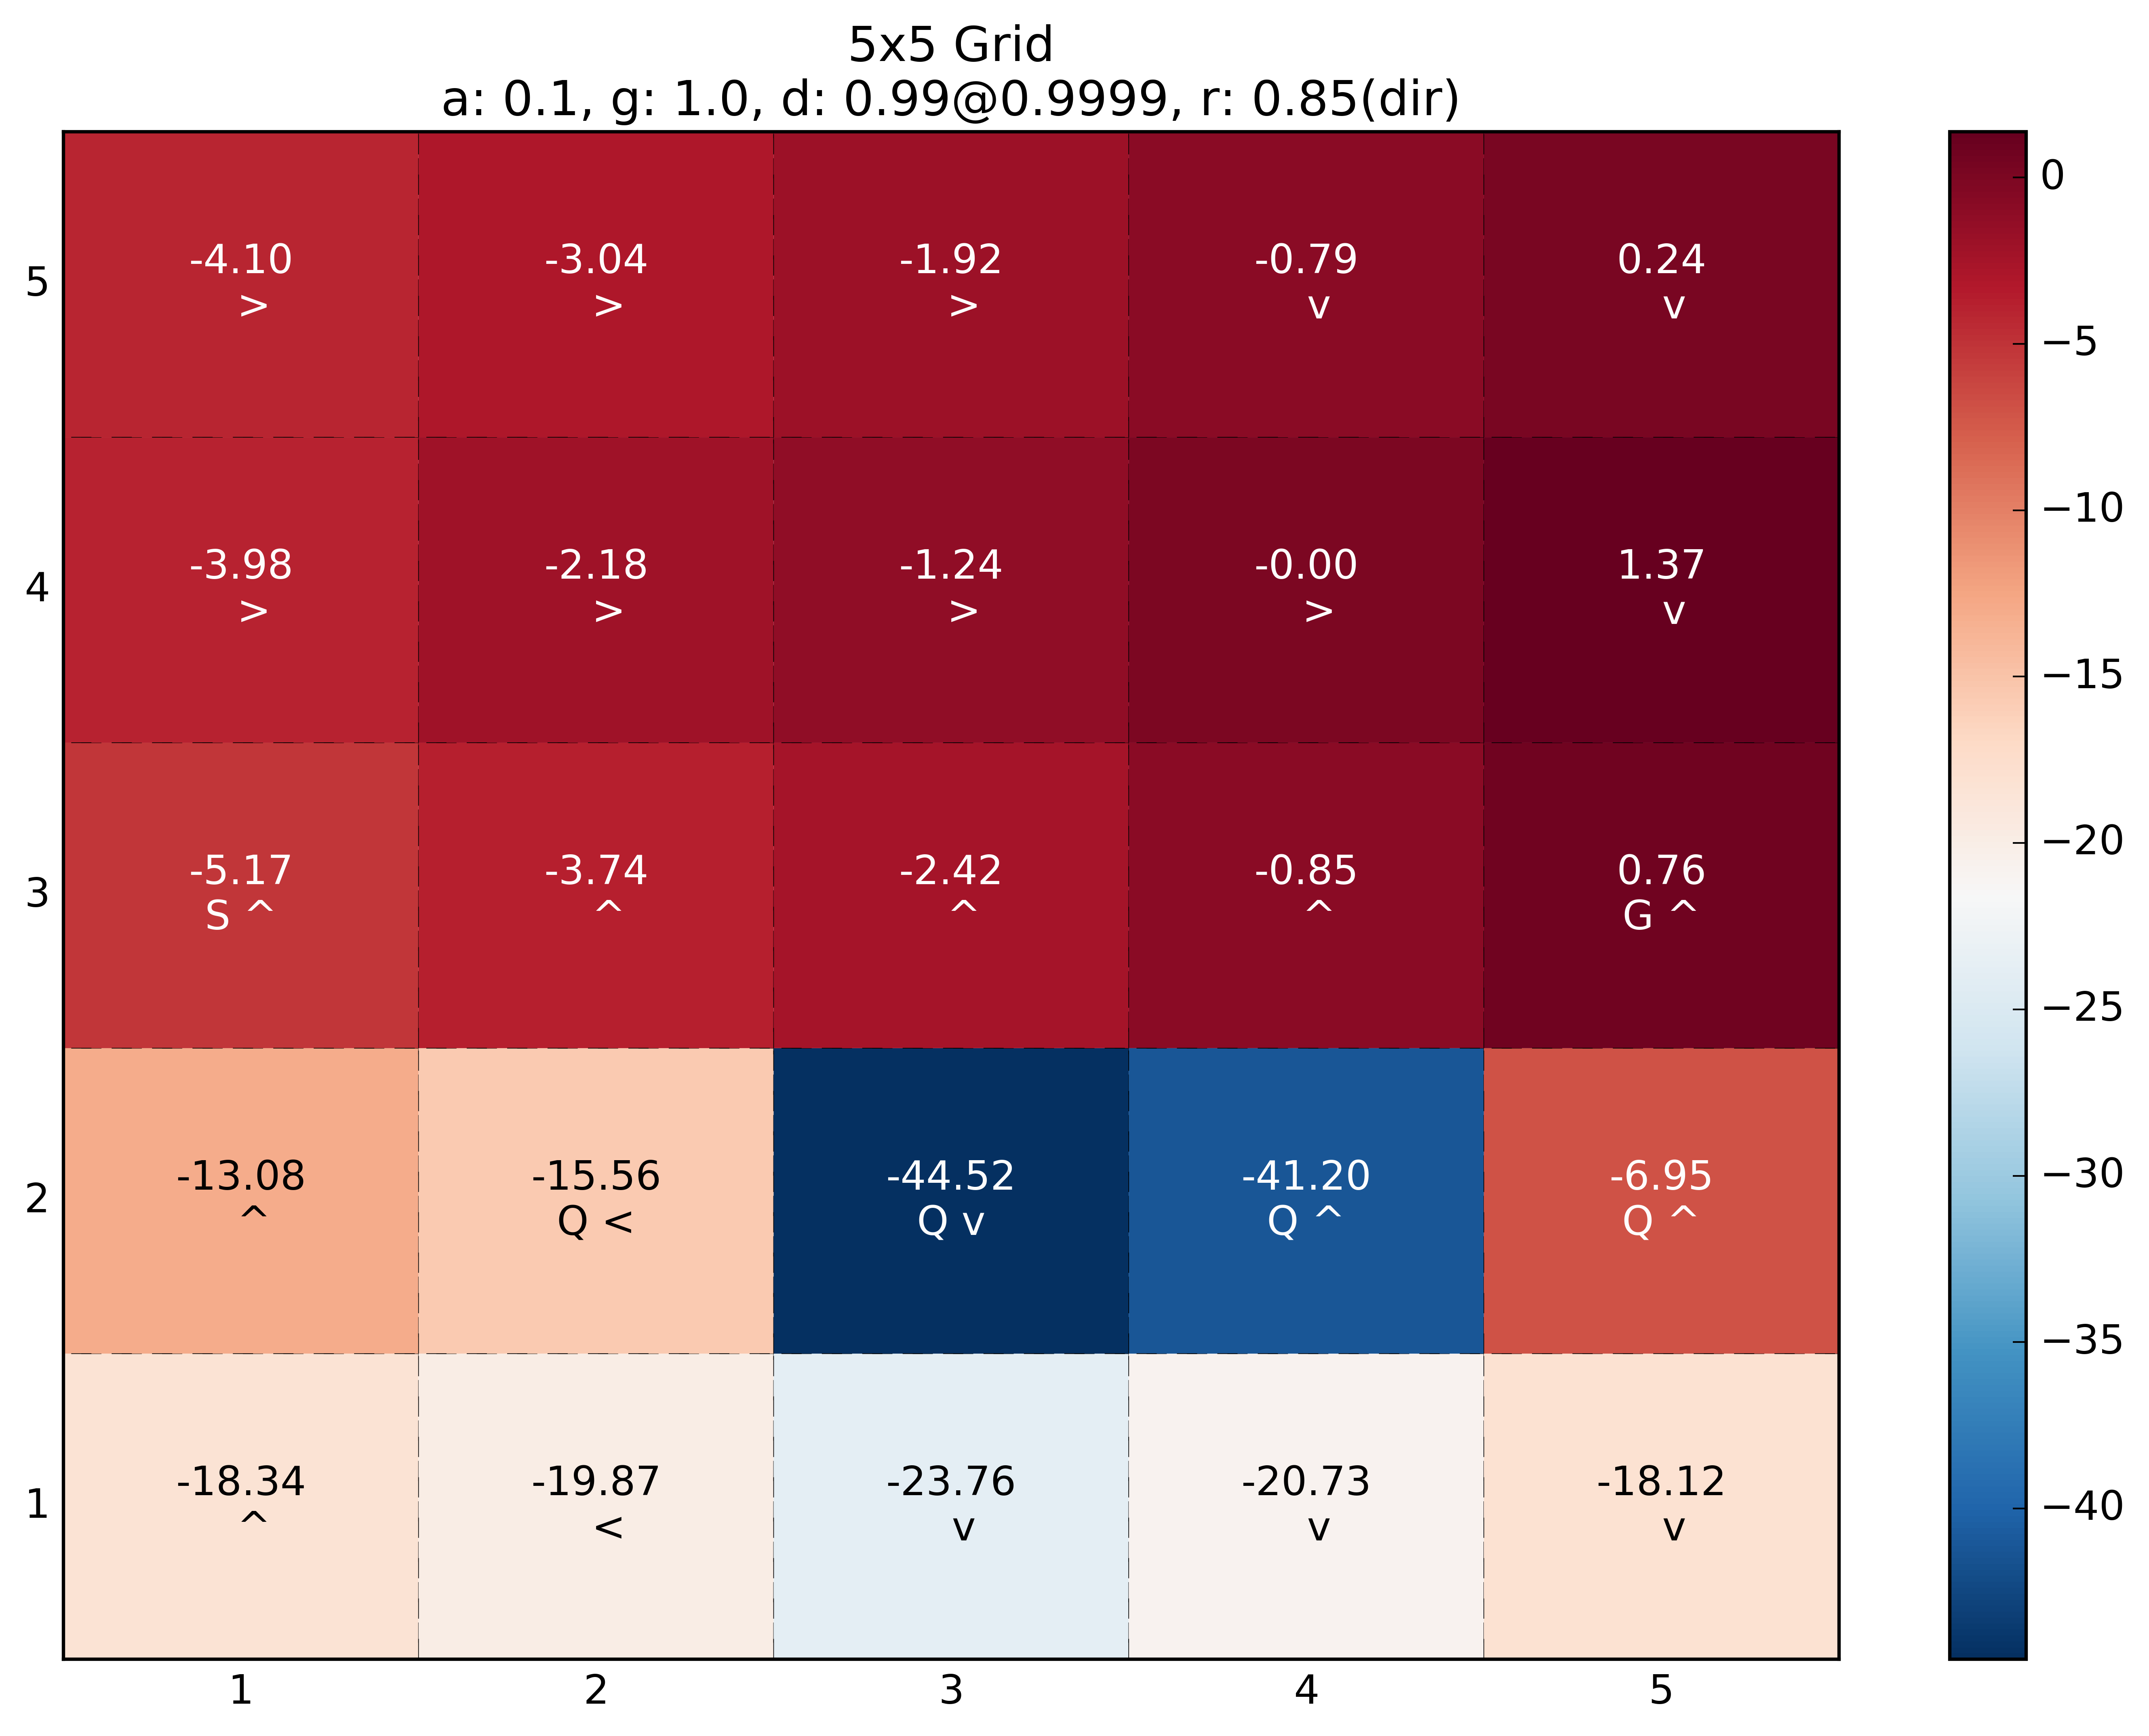 5x5 Grid
a: 0.1, g: 1.0, d: 0.99@0.9999, r: 0.85(dir)
5 -4.10 -3.04 -1.92 -0.79 0.24
> > > v v
4 -3.98 -2.18 -1.24 -0.00 1.37
> > > > v
3 -5.17 -3.74 -2.42 -0.85 0.76
S ^ ^ ^ ^ G ^
2 -13.08 -15.56 -44.52 -41.20 -6.95
^ Q < Q v Q ^ Q ^
1 -18.34 -19.87 -23.76 -20.73 -18.12
^ < v v v
1 2 3 4 5
0
−5
−10
−15
−20
−25
−30
−35
−40